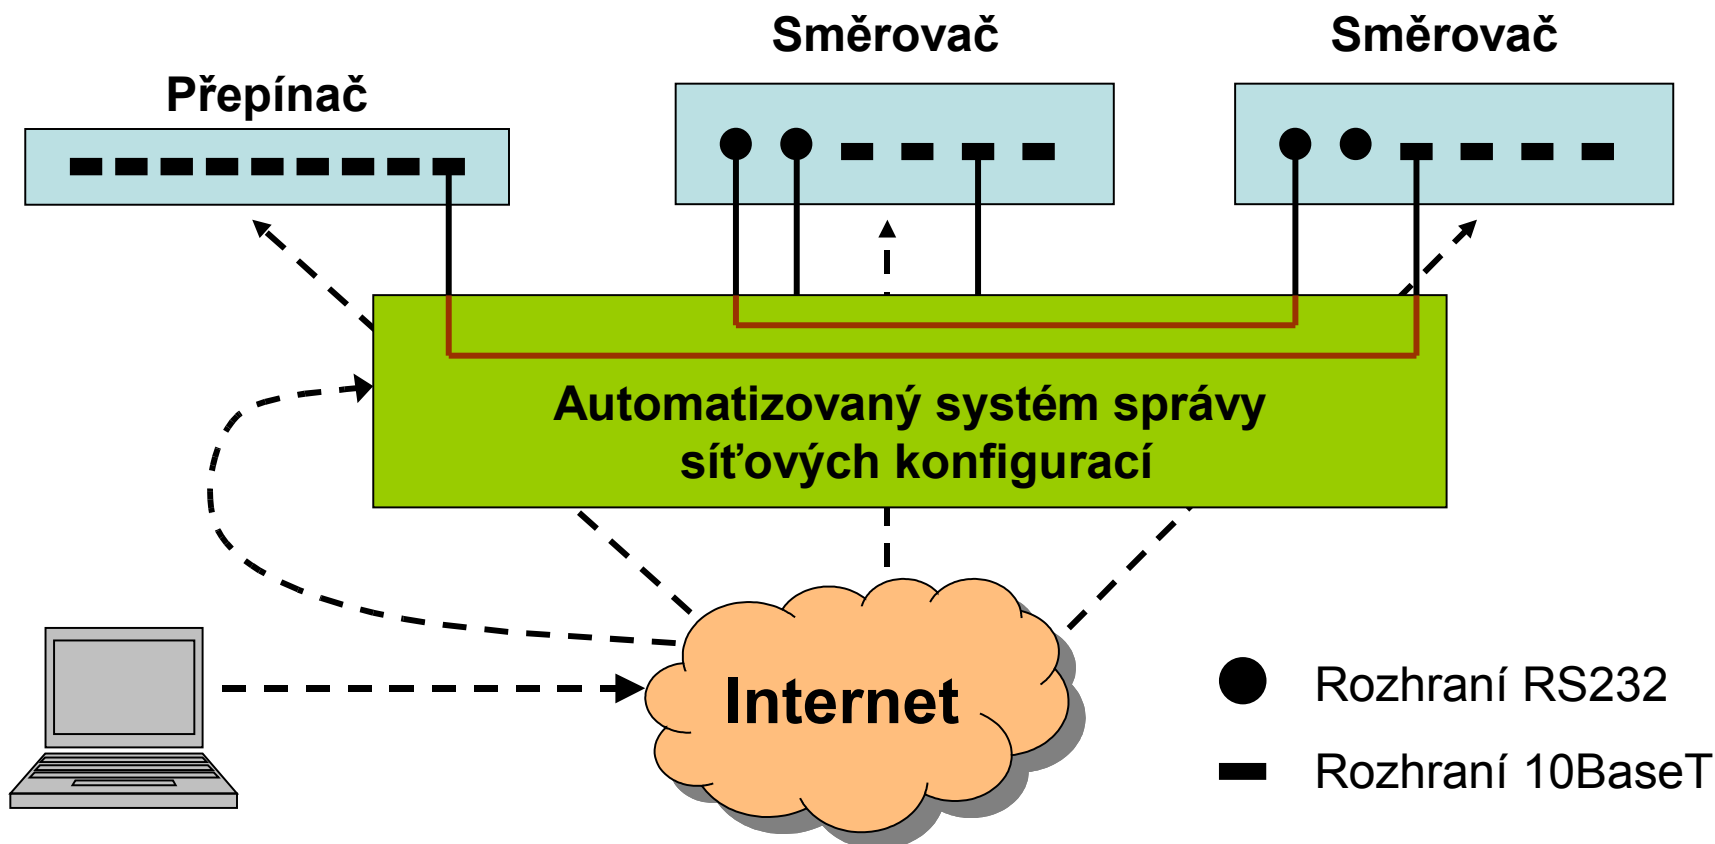 Směrovač
Směrovač
Přepínač
Automatizovaný systém správy
síťových konfigurací
Internet
Rozhraní RS232
Rozhraní 10BaseT